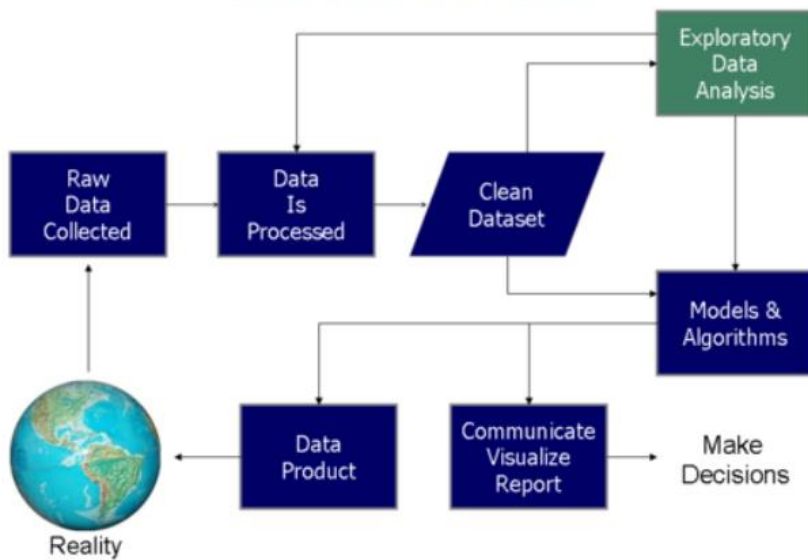 Exploratory
Data
Analysis
Raw
Data
Collected
Data
Is
Processed
Clean
Dataset
Models &
Algorithms
Data
Product
Communicate
Visualize
Report
Make
Decisions
Reality